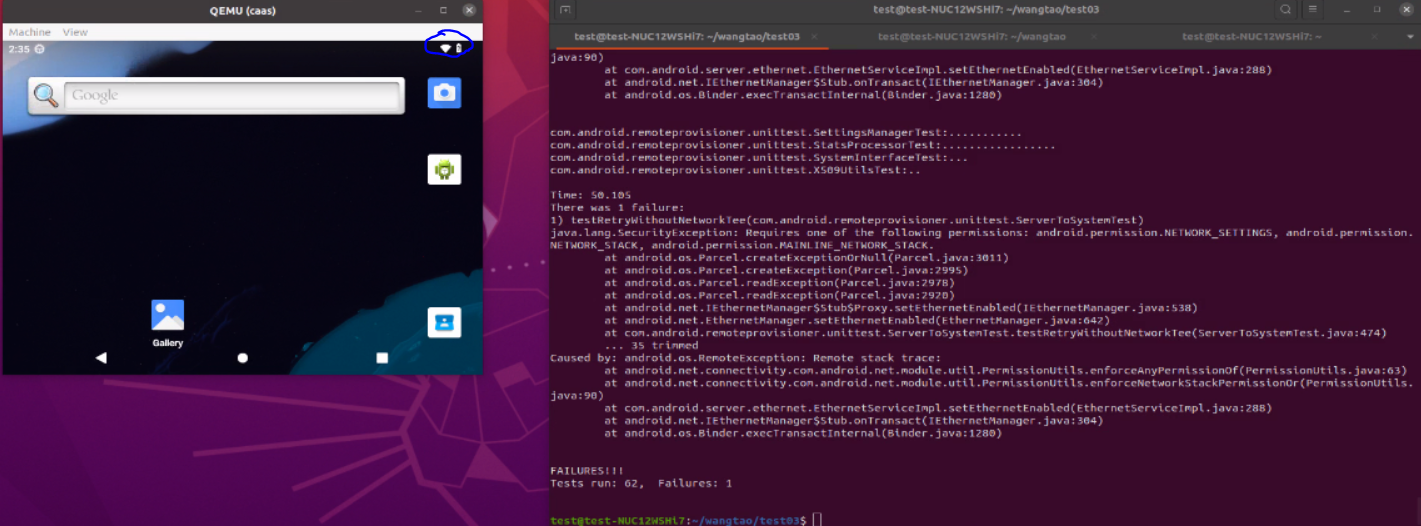 QEMU (caas)
Machine View
2:35
Google
Gallery
test@test-NUC12WSHi7: ~/wangtao/test03
test@test-NUC12WSHi7: ~/wangtao/test03
test@test-NUC12WSHi7: ~/wangtao
test@test-NUC12WSHi7: ~
java:90)
at com.android.server.ethernet.EthernetServiceImpl.setEthernetEnabled(EthernetServiceImpl.java:288)
at android.net.IEthernetManager$Stub.onTransact(IEthernetManager.java:304)
at android.os.Binder.execTransactInternal(Binder.java:1280)
com.android.remoteprovisioner.unittest.SettingsManagerTest:...........
com.android.remoteprovisioner.unittest.StatsProcessorTest:.................
com.android.remoteprovisioner.unittest.SystemInterfaceTest:...
com.android.remoteprovisioner.unittest.X509UtilsTest:..
Time: 50.105
There was 1 failure:
1) testRetryWithoutNetworkTee(com.android.remoteprovisioner.unittest.ServerToSystemTest)
java.lang.SecurityException: Requires one of the following permissions: android.permission.NETWORK_SETTINGS, android.permission.
NETWORK_STACK, android.permission.MAINLINE_NETWORK_STACK.
at android.os.Parcel.createExceptionOrNull(Parcel.java:3011)
at android.os.Parcel.createException(Parcel.java:2995)
at android.os.Parcel.readException(Parcel.java:2978)
at android.os.Parcel.readException(Parcel.java:2920)
at android.net.IEthernetManager$Stub$Proxy.setEthernetEnabled(IEthernetManager.java:538)
at android.net.EthernetManager.setEthernetEnabled(EthernetManager.java:642)
at com.android.remoteprovisioner.unittest.ServerToSystemTest.testRetryWithoutNetworkTee(ServerToSystemTest.java:474)
... 35 trimmed
Caused by: android.os.RemoteException: Remote stack trace:
at android.net.connectivity.com.android.net.module.util.PermissionUtils.enforceAnyPermissionOf(PermissionUtils.java:63)
at android.net.connectivity.com.android.net.module.util.PermissionUtils.enforceNetworkStackPermissionOr(PermissionUtils.
java:90)
at com.android.server.ethernet.EthernetServiceImpl.setEthernetEnabled(EthernetServiceImpl.java:288)
at android.net.IEthernetManager$Stub.onTransact(IEthernetManager.java:304)
at android.os.Binder.execTransactInternal(Binder.java:1280)
FAILURES!!!
Tests run: 62,  Failures: 1
test@test-NUC12WSHi7:~/wangtao/test03$